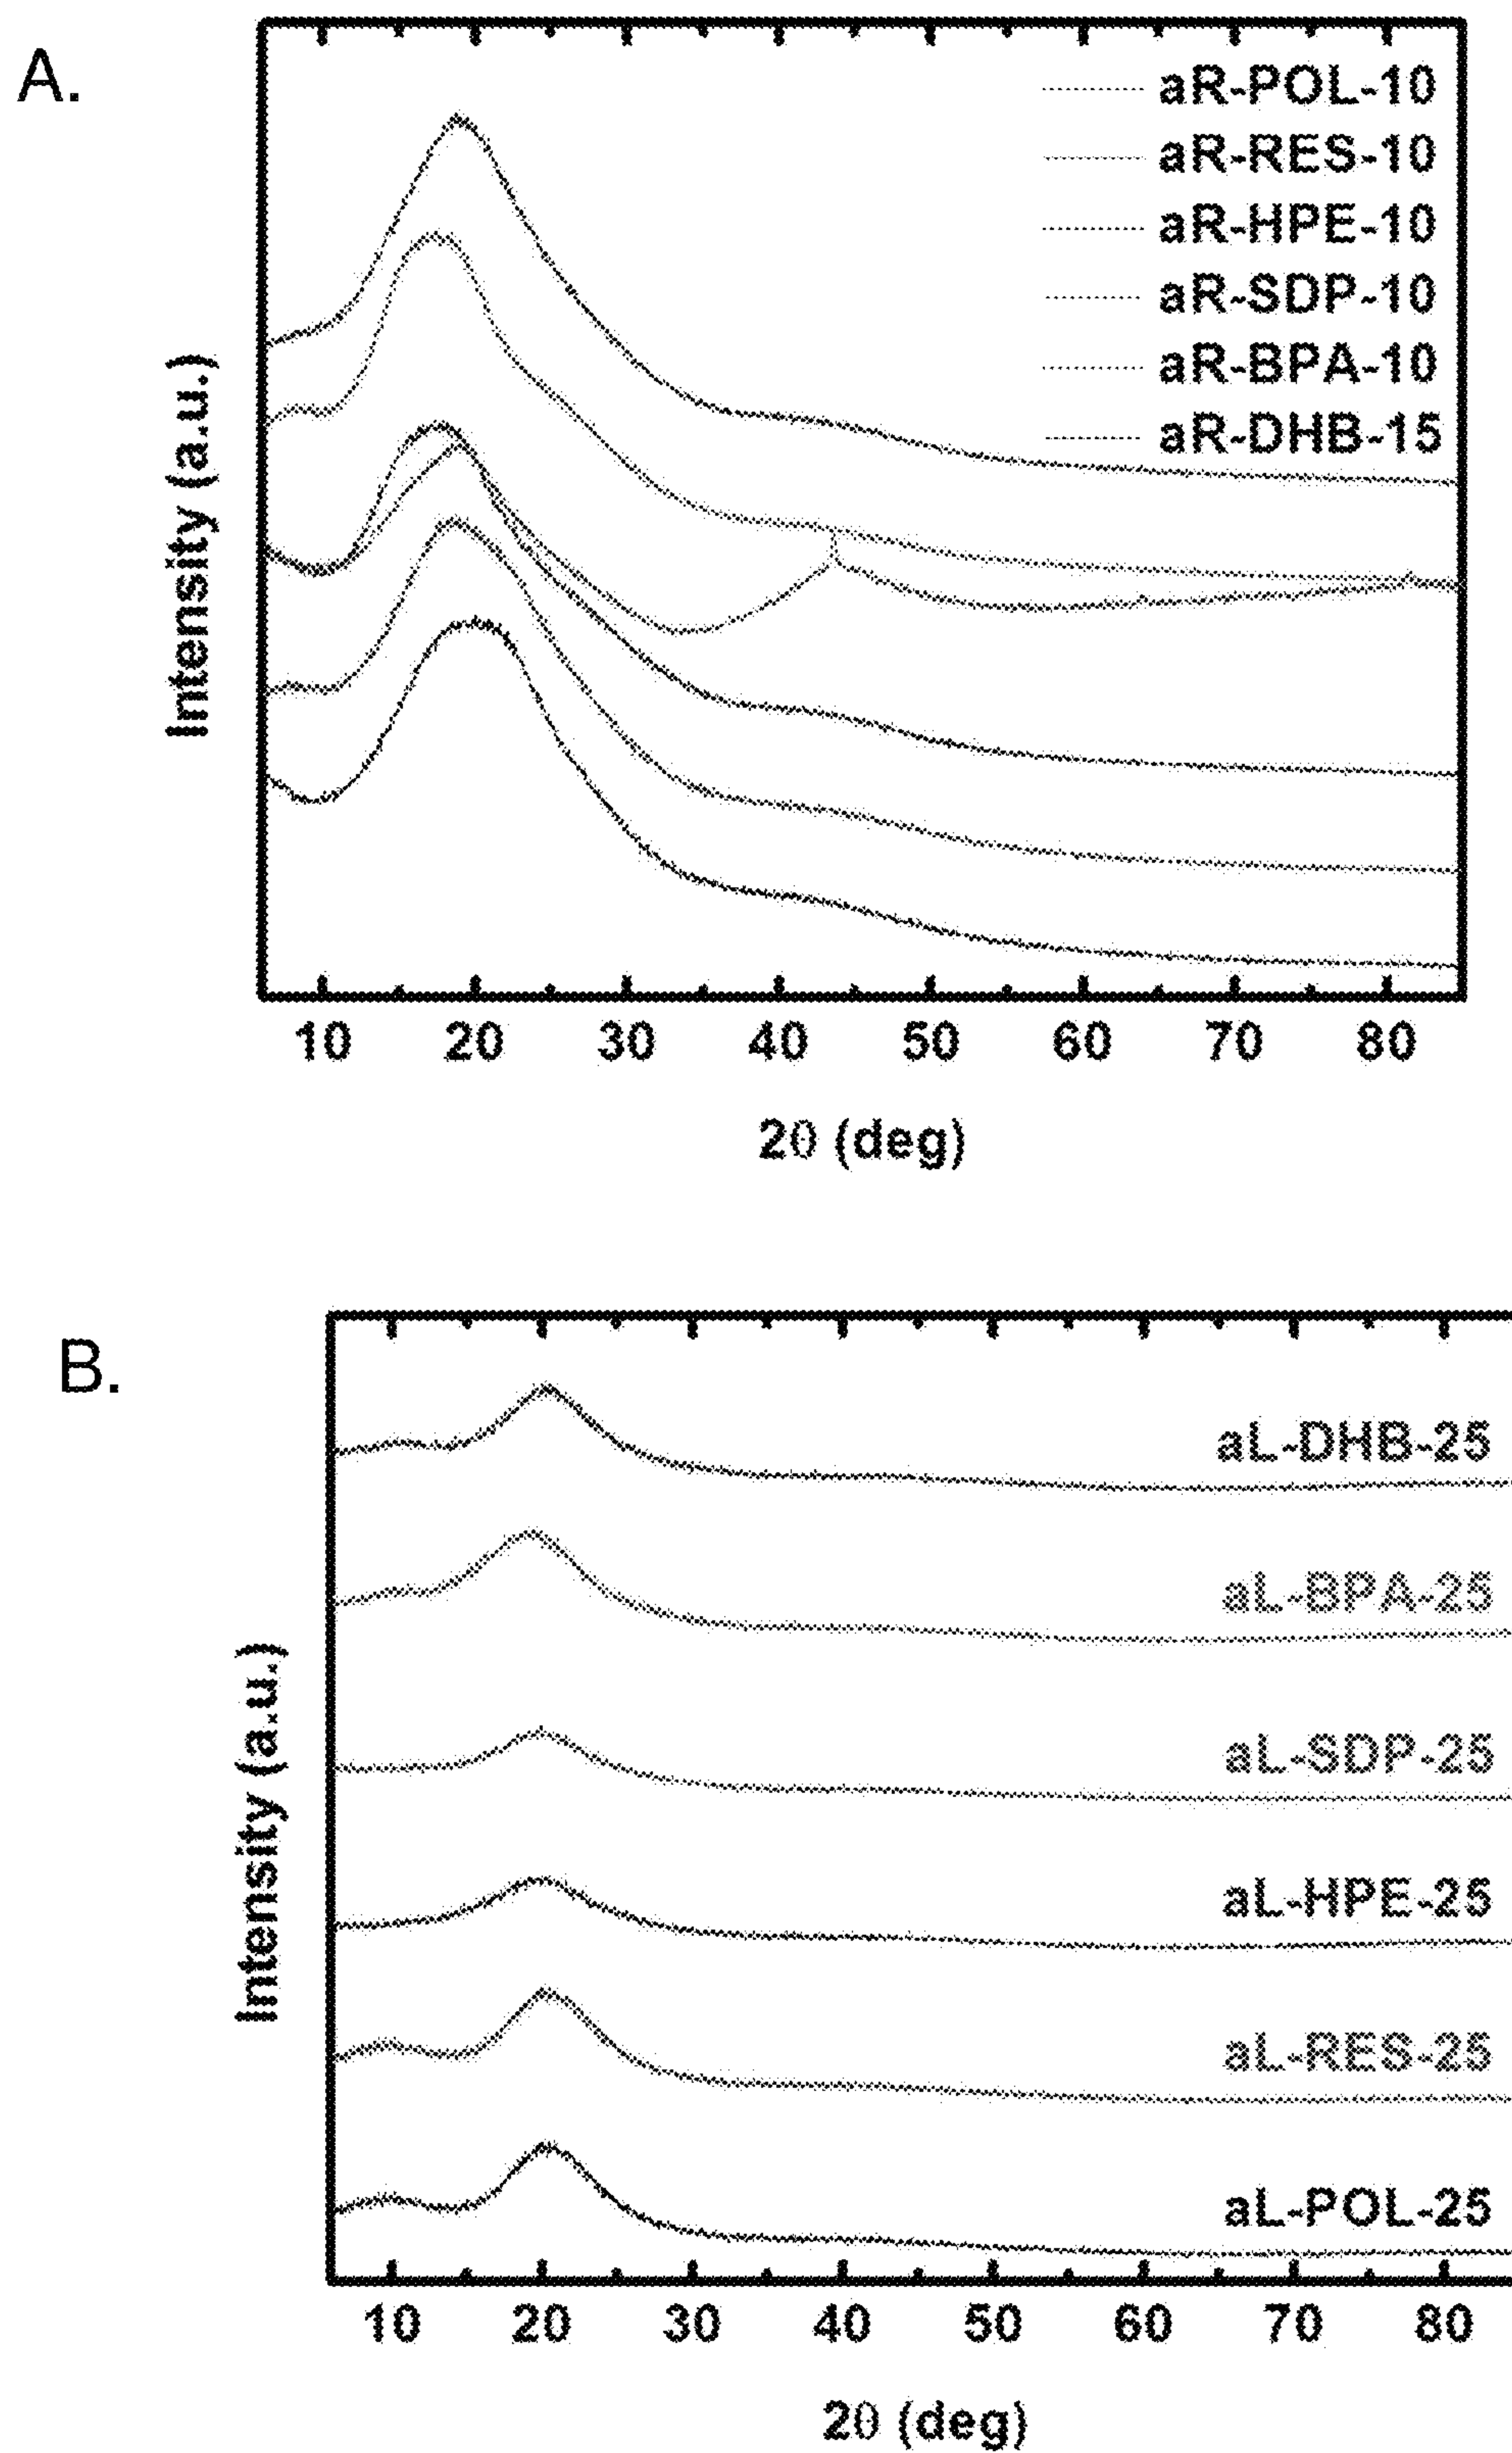 A.
aR-POL-10
aR-RES-10
aR-HPE-10
aR-SDP-10
aR-BPA-10
aR-DHB-15
Intensity (a.u.)
10 20 30 40 50 60 70 80
2θ (deg)
B.
aL-DHB-25
aL-BPA-25
aL-SDP-25
aL-HPE-25
aL-RES-25
aL-POL-25
Intensity (a.u.)
10 20 30 40 50 60 70 80
2θ (deg)